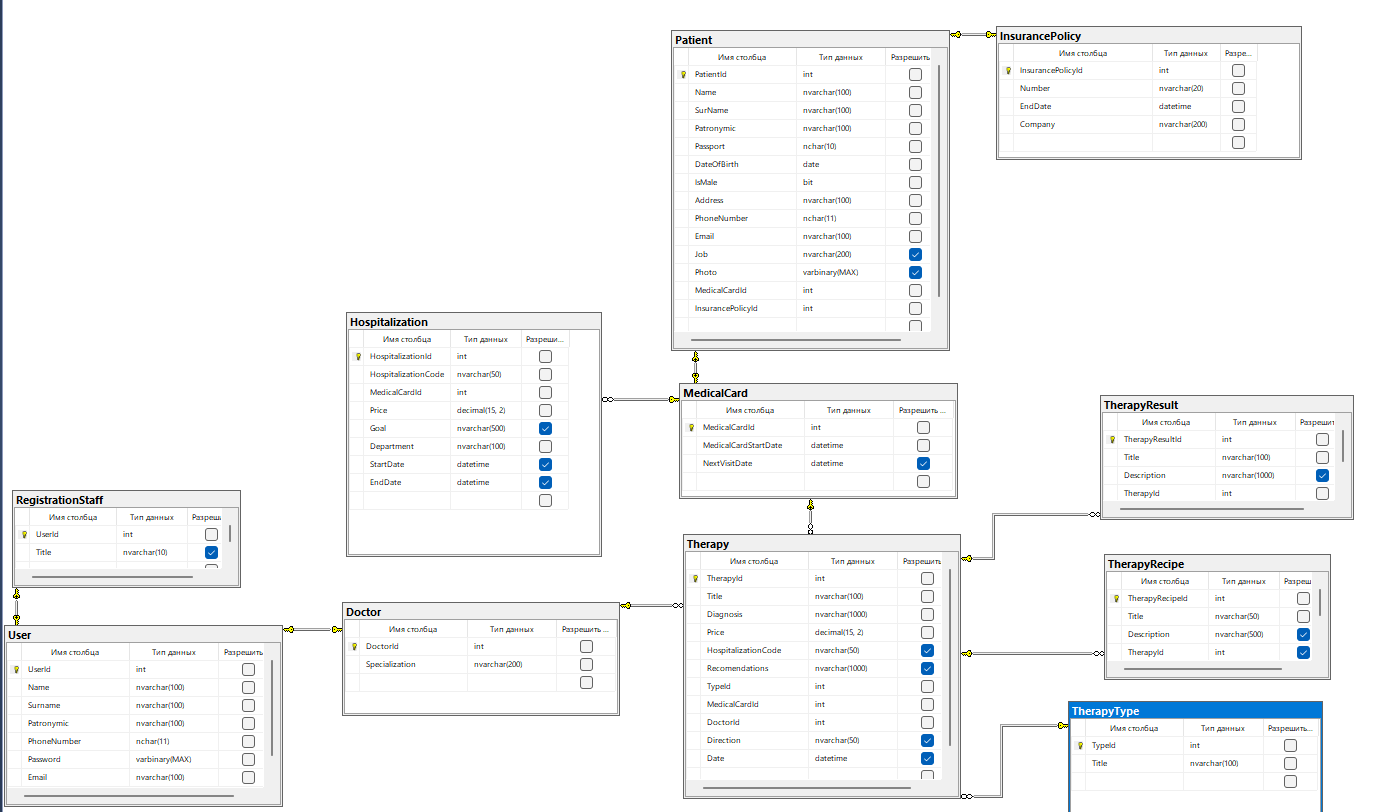 Patient
Имя столбца Тип данных Разрешить
PatientId int
Name nvarchar(100)
SurName nvarchar(100)
Patronymic nvarchar(100)
Passport nchar(10)
DateOfBirth date
IsMale bit
Address nvarchar(100)
PhoneNumber nchar(11)
Email nvarchar(100)
Job nvarchar(200)
Photo varbinary(MAX)
MedicalCardId int
InsurancePolicyId int
InsurancePolicy
Имя столбца Тип данных Разре...
InsurancePolicyId int
Number nvarchar(20)
EndDate datetime
Company nvarchar(200)
Hospitalization
Имя столбца Тип данных Разреши...
HospitalizationId int
HospitalizationCode nvarchar(50)
MedicalCardId int
Price decimal(15, 2)
Goal nvarchar(500)
Department nvarchar(100)
StartDate datetime
EndDate datetime
MedicalCard
Имя столбца Тип данных Разрешить ...
MedicalCardId int
MedicalCardStartDate datetime
NextVisitDate datetime
TherapyResult
Имя столбца Тип данных Разрешит
TherapyResultId int
Title nvarchar(100)
Description nvarchar(1000)
TherapyId int
RegistrationStaff
Имя столбца Тип данных Разреш
UserId int
Title nvarchar(10)
Therapy
Имя столбца Тип данных Разрешить
TherapyId int
Title nvarchar(100)
Diagnosis nvarchar(1000)
Price decimal(15, 2)
HospitalizationCode nvarchar(50)
Recomendations nvarchar(1000)
TypeId int
MedicalCardId int
DoctorId int
Direction nvarchar(50)
Date datetime
TherapyRecipe
Имя столбца Тип данных Разреш
TherapyRecipeId int
Title nvarchar(50)
Description nvarchar(500)
TherapyId int
Doctor
Имя столбца Тип данных Разрешить ...
DoctorId int
Specialization nvarchar(200)
User
Имя столбца Тип данных Разрешить
UserId int
Name nvarchar(100)
Surname nvarchar(100)
Patronymic nvarchar(100)
PhoneNumber nchar(11)
Password varbinary(MAX)
Email nvarchar(100)
TherapyType
Имя столбца Тип данных Разрешить...
TypeId int
Title nvarchar(100)